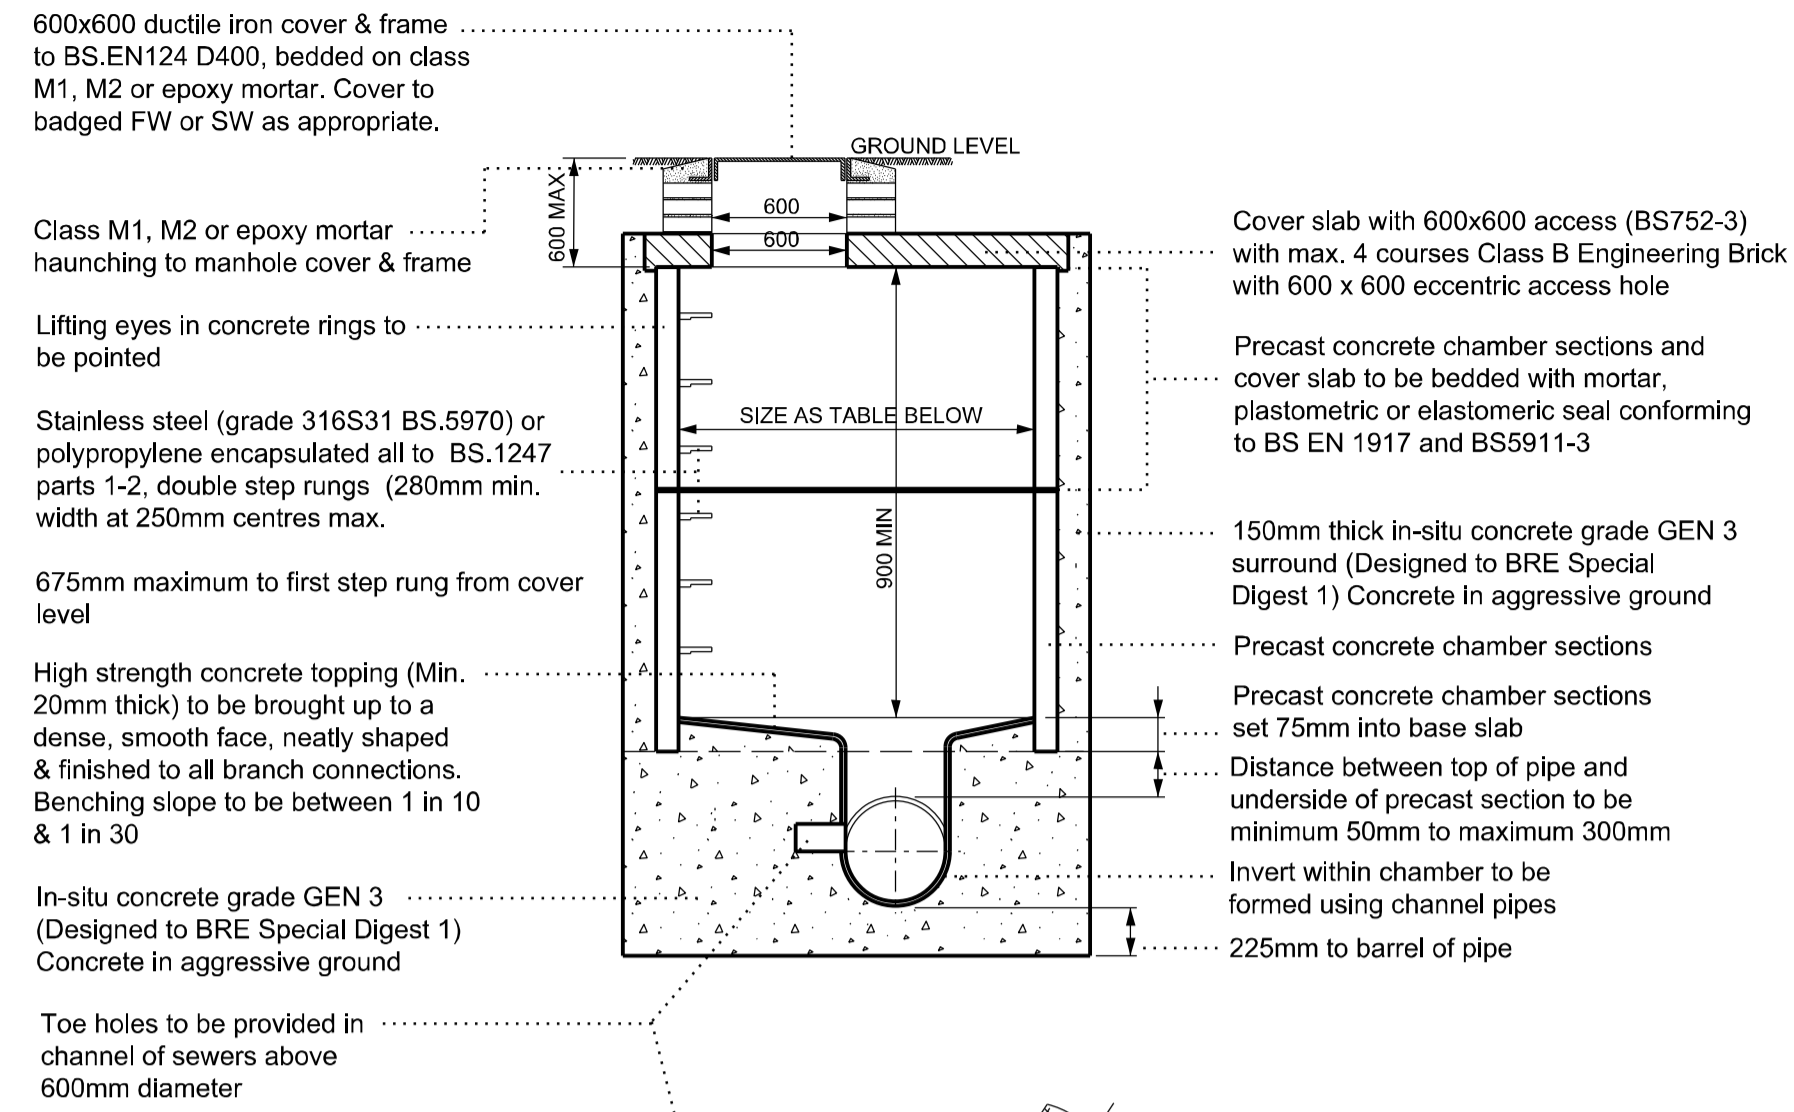 600x600 ductile iron cover & frame
to BS.EN124 D400, bedded on class
M1, M2 or epoxy mortar. Cover to
badged FW or SW as appropriate.
Class M1, M2 or epoxy mortar
haunching to manhole cover & frame
Lifting eyes in concrete rings to
be pointed
Stainless steel (grade 316S31 BS.5970) or
polypropylene encapsulated all to BS.1247
parts 1-2, double step rungs (280mm min.
width at 250mm centres max.
675mm maximum to first step rung from cover
level
High strength concrete topping (Min.
20mm thick) to be brought up to a
dense, smooth face, neatly shaped
& finished to all branch connections.
Benching slope to be between 1 in 10
& 1 in 30
In-situ concrete grade GEN 3
(Designed to BRE Special Digest 1)
Concrete in aggressive ground
Toe holes to be provided in
channel of sewers above
600mm diameter
GROUND LEVEL
600 MAX
600
600
SIZE AS TABLE BELOW
900 MIN
Cover slab with 600x600 access (BS752-3)
with max. 4 courses Class B Engineering Brick
with 600 x 600 eccentric access hole
Precast concrete chamber sections and
cover slab to be bedded with mortar,
plastometric or elastomeric seal conforming
to BS EN 1917 and BS5911-3
150mm thick in-situ concrete grade GEN 3
surround (Designed to BRE Special
Digest 1) Concrete in aggressive ground
Precast concrete chamber sections
Precast concrete chamber sections
set 75mm into base slab
Distance between top of pipe and
underside of precast section to be
minimum 50mm to maximum 300mm
Invert within chamber to be
formed using channel pipes
225mm to barrel of pipe